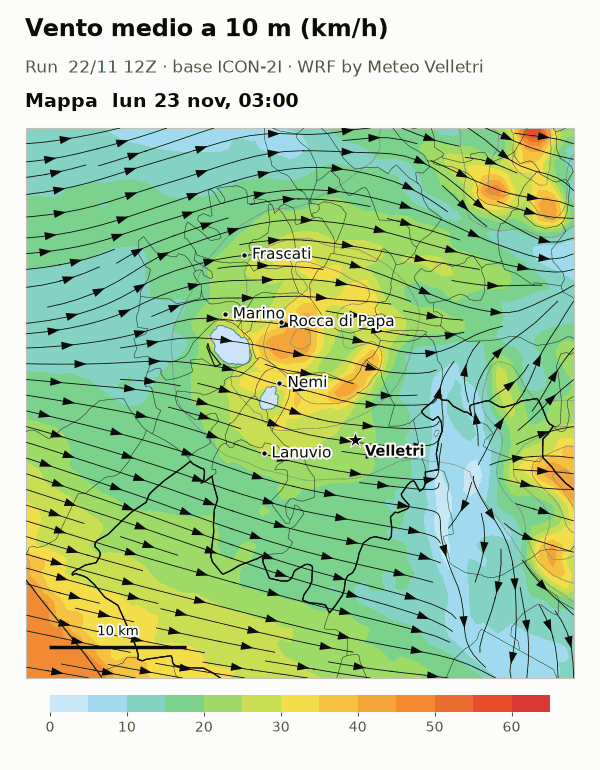 Vento medio a 10 m (km/h)
Run  22/11 12Z · base ICON-2I · WRF by Meteo Velletri
Mappa  lun 23 nov, 03:00
Frascati
Marino
Rocca di Papa
Nemi
Velletri
Lanuvio
10 km
0 10 20 30 40 50 60